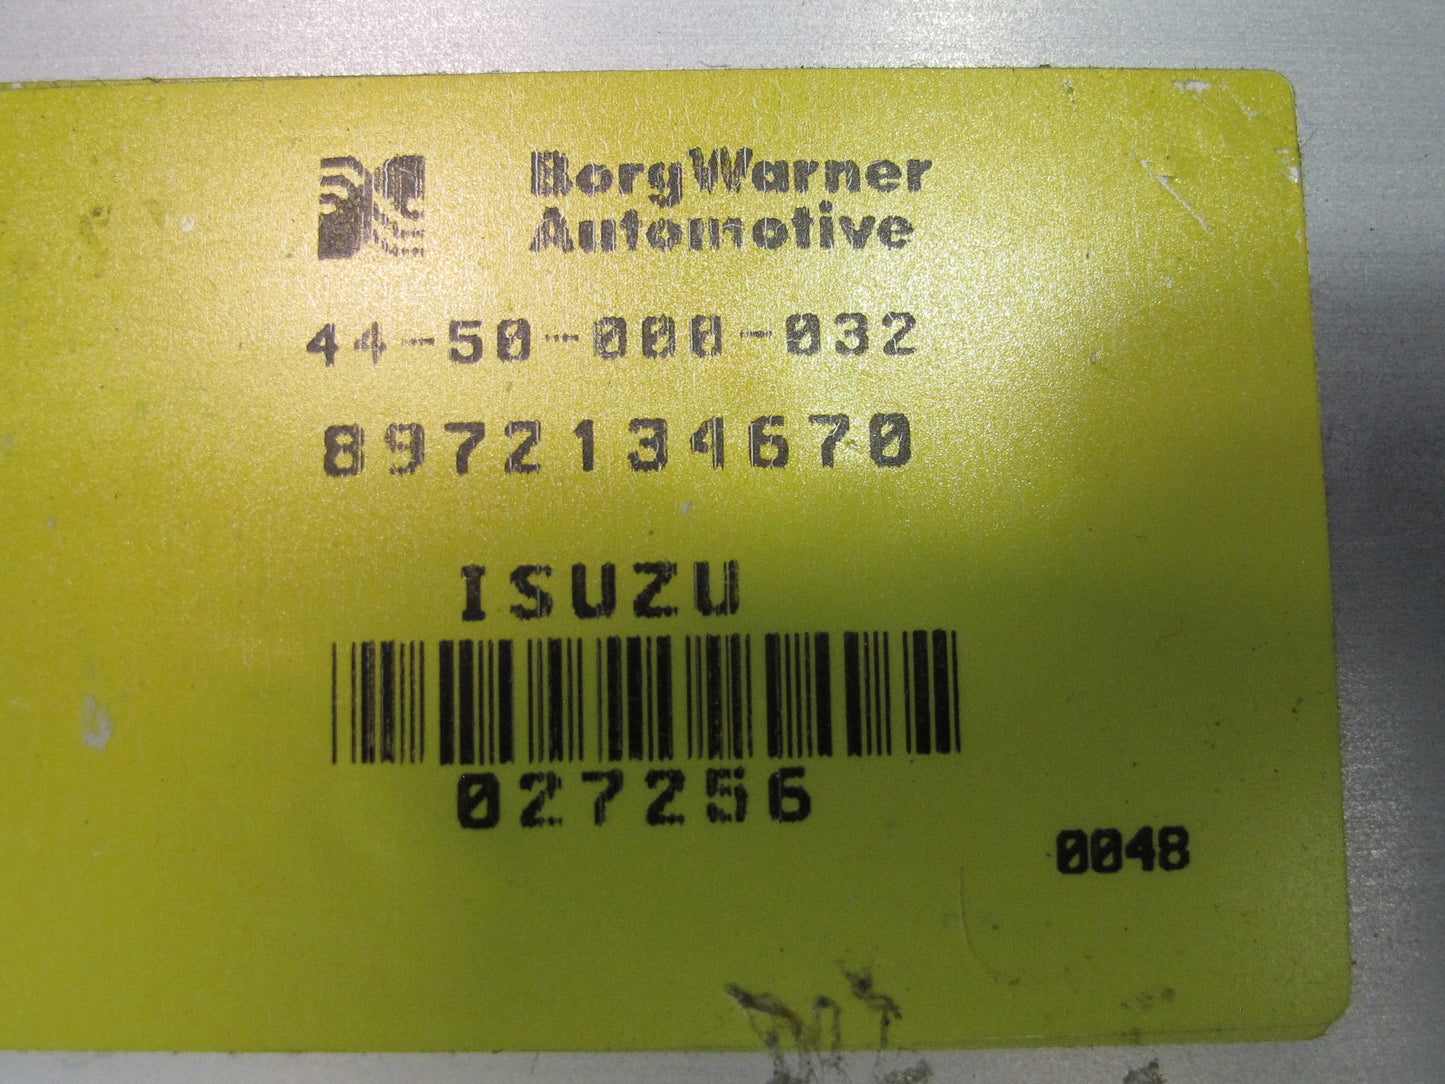 BorgWarner
Automotive
44-50-000-032
8972134670
ISUZU
027256
0048